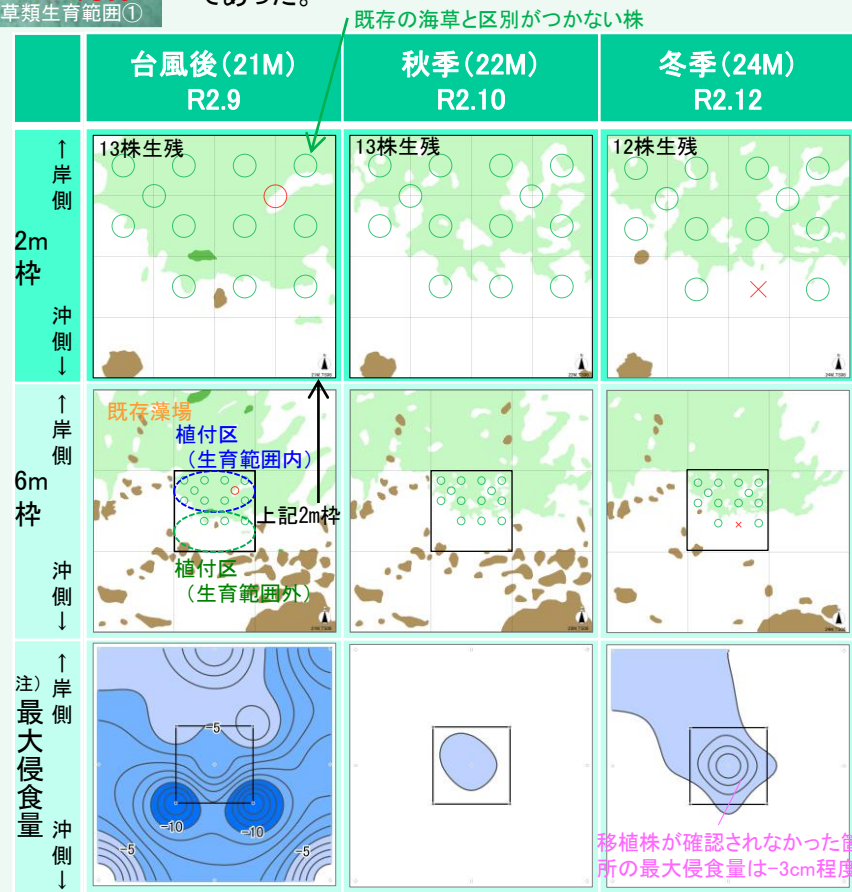 であった。
草類生育範囲①
既存の海草と区別がつかない株
台風後(21M)
R2.9
秋季(22M)
R2.10
冬季(24M)
R2.12
2m
枠
↑
岸
側
沖
側
↓
13株生残
13株生残
12株生残
6m
枠
↑
岸
側
沖
側
↓
既存藻場
植付区
(生育範囲内)
上記2m枠
植付区
(生育範囲外)
注)
最
大
侵
食
量
↑
岸
側
沖
側
↓
-5
-10
-10
-5
-5
移植株が確認されなかった箇
所の最大侵食量は-3cm程度